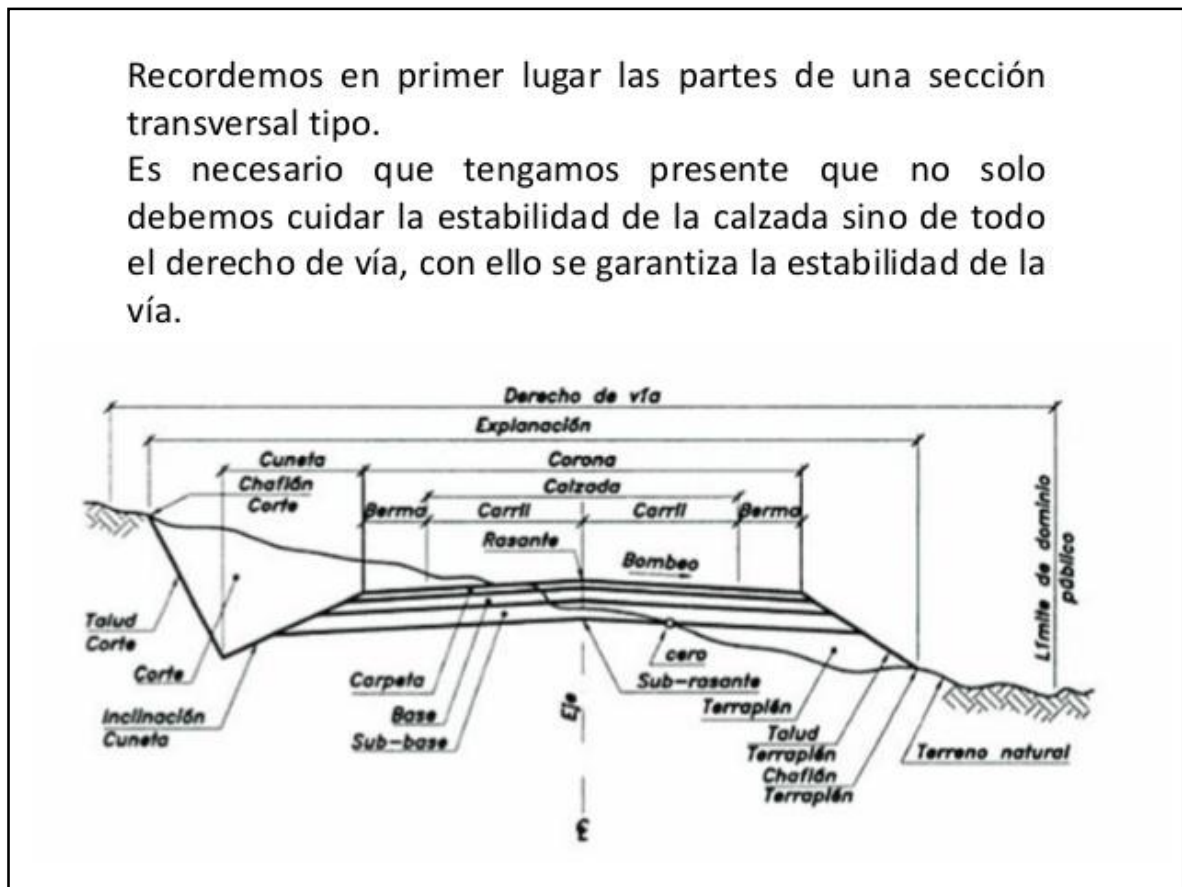 Recordemos en primer lugar las partes de una sección
transversal tipo.
Es necesario que tengamos presente que no solo
debemos cuidar la estabilidad de la calzada sino de todo
el derecho de vía, con ello se garantiza la estabilidad de la
vía.
Derecho de vía
Explanación
Cuneta
Corona
Chaflán
Corte
Calzada
Berma
Carril
Carril
Berma
Rasante
Bombeo
Límite de dominio
público
Talud
Corte
Corte
Inclinación
Cuneta
Carpeta
Base
Sub-base
Eje
cero
Sub-rasante
Terraplén
Talud
Terraplén
Chaflán
Terraplén
Terreno natural